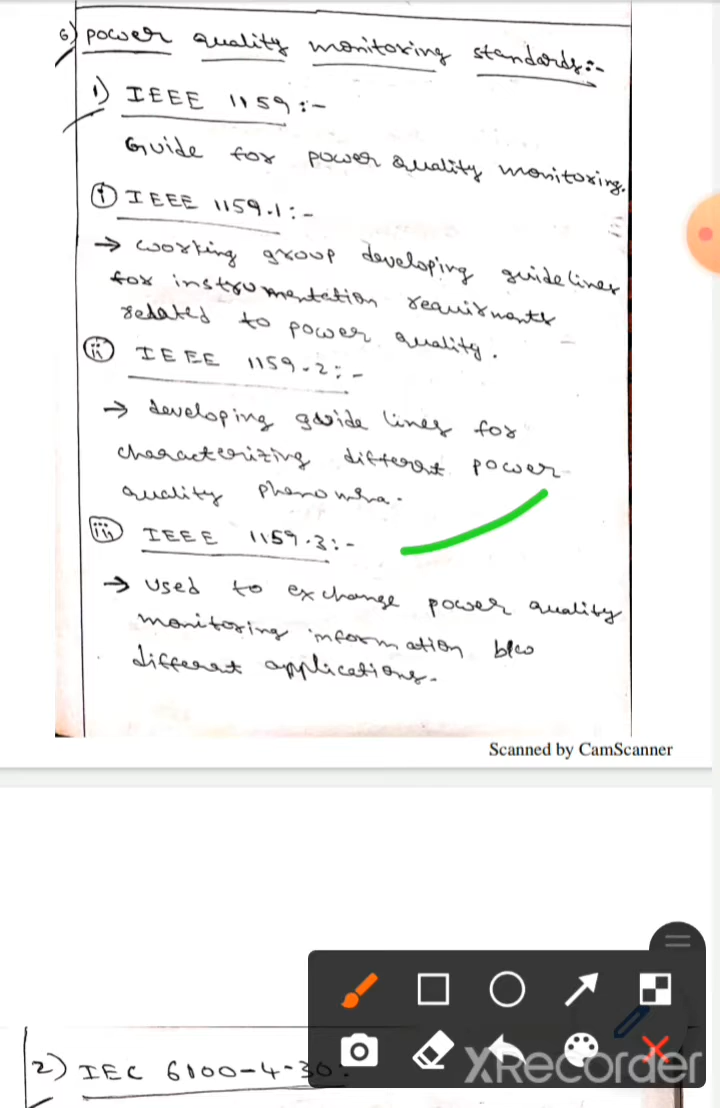 6) power quality monitoring standards:-
1) IEEE 1159:-
Guide for power quality monitoring.
i) IEEE 1159.1:-
→ working group developing guidelines
for instrumentation requirments
related to power quality.
ii) IEEE 1159.2:-
→ developing guide lines for
characterizing different power
quality phenomena.
iii) IEEE 1159.3:-
→ used to exchange power quality
monitoring information b/w
different applications.
Scanned by CamScanner
2) IEC 6100-4-30:
XRecorder